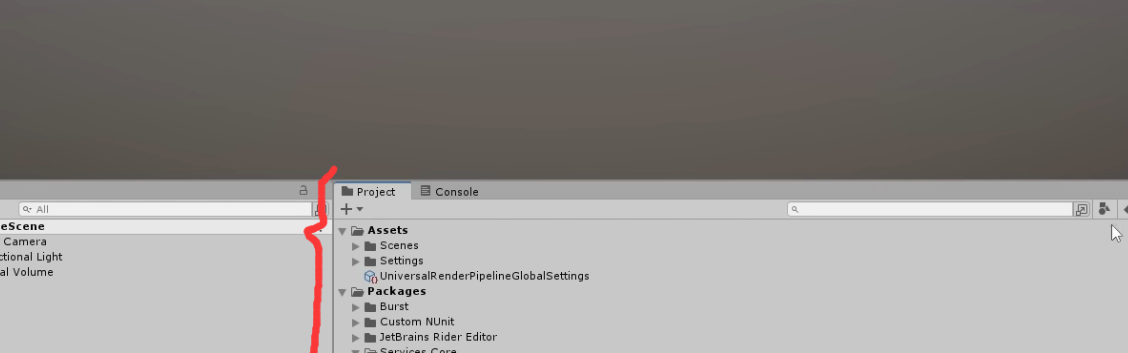 Project
Console
All
eScene
Camera
ctional Light
al Volume
Assets
Scenes
Settings
UniversalRenderPipelineGlobalSettings
Packages
Burst
Custom NUnit
JetBrains Rider Editor
Services Core